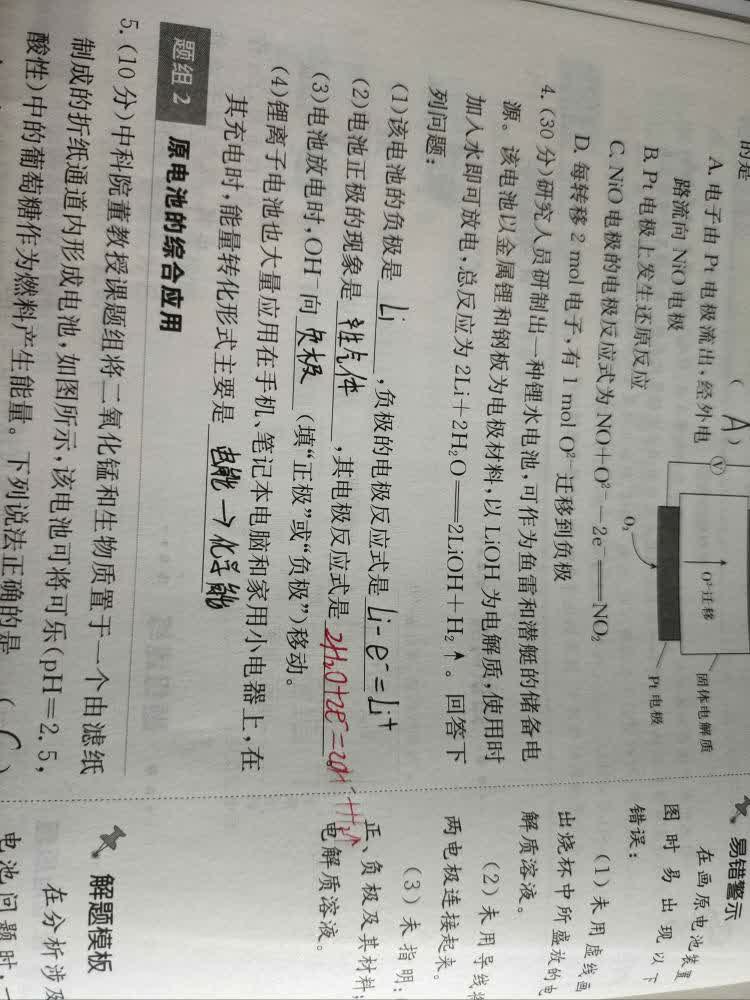 的是
( A )
A. 电子由 Pt 电极流出,经外电
路流向 NiO 电极
B. Pt 电极上发生还原反应
C. NiO 电极的电极反应式为 NO+O²⁻-2e⁻══NO₂
D. 每转移 2 mol 电子,有 1 mol O²⁻ 迁移到负极
V
O²⁻迁移
O₂
固体电解质
Pt 电极
4. (30 分)研究人员研制出一种锂水电池,可作为鱼雷和潜艇的储备电
源。该电池以金属锂和钢板为电极材料,以 LiOH 为电解质,使用时
加入水即可放电,总反应为 2Li+2H₂O══2LiOH+H₂↑。回答下
列问题:
(1)该电池的负极是 Li ,负极的电极反应式是 Li-e⁻=Li⁺
(2)电池正极的现象是 气体 ,其电极反应式是 2H₂O+2e⁻=2OH⁻+H₂↑
(3)电池放电时,OH⁻向 负极 (填“正极”或“负极”)移动。
(4)锂离子电池也大量应用在手机、笔记本电脑和家用小电器上,在
其充电时,能量转化形式主要是 电能→化学能
题组 2 原电池的综合应用
5. (10 分)中科院董教授课题组将二氧化锰和生物质置于一个由滤纸
制成的折纸通道内形成电池,如图所示,该电池可将可乐(pH=2.5,
酸性)中的葡萄糖作为燃料产生能量。下列说法正确的是 ( C )
易错警示
在画原电池装置
图时易出现以下
错误:
(1)未用虚线画
出烧杯中所盛放的电
解质溶液。
(2)未用导线将
两电极连接起来。
(3)未指明:
正、负极及其材料;
电解质溶液。
解题模板
在分析涉及
电池问题时,